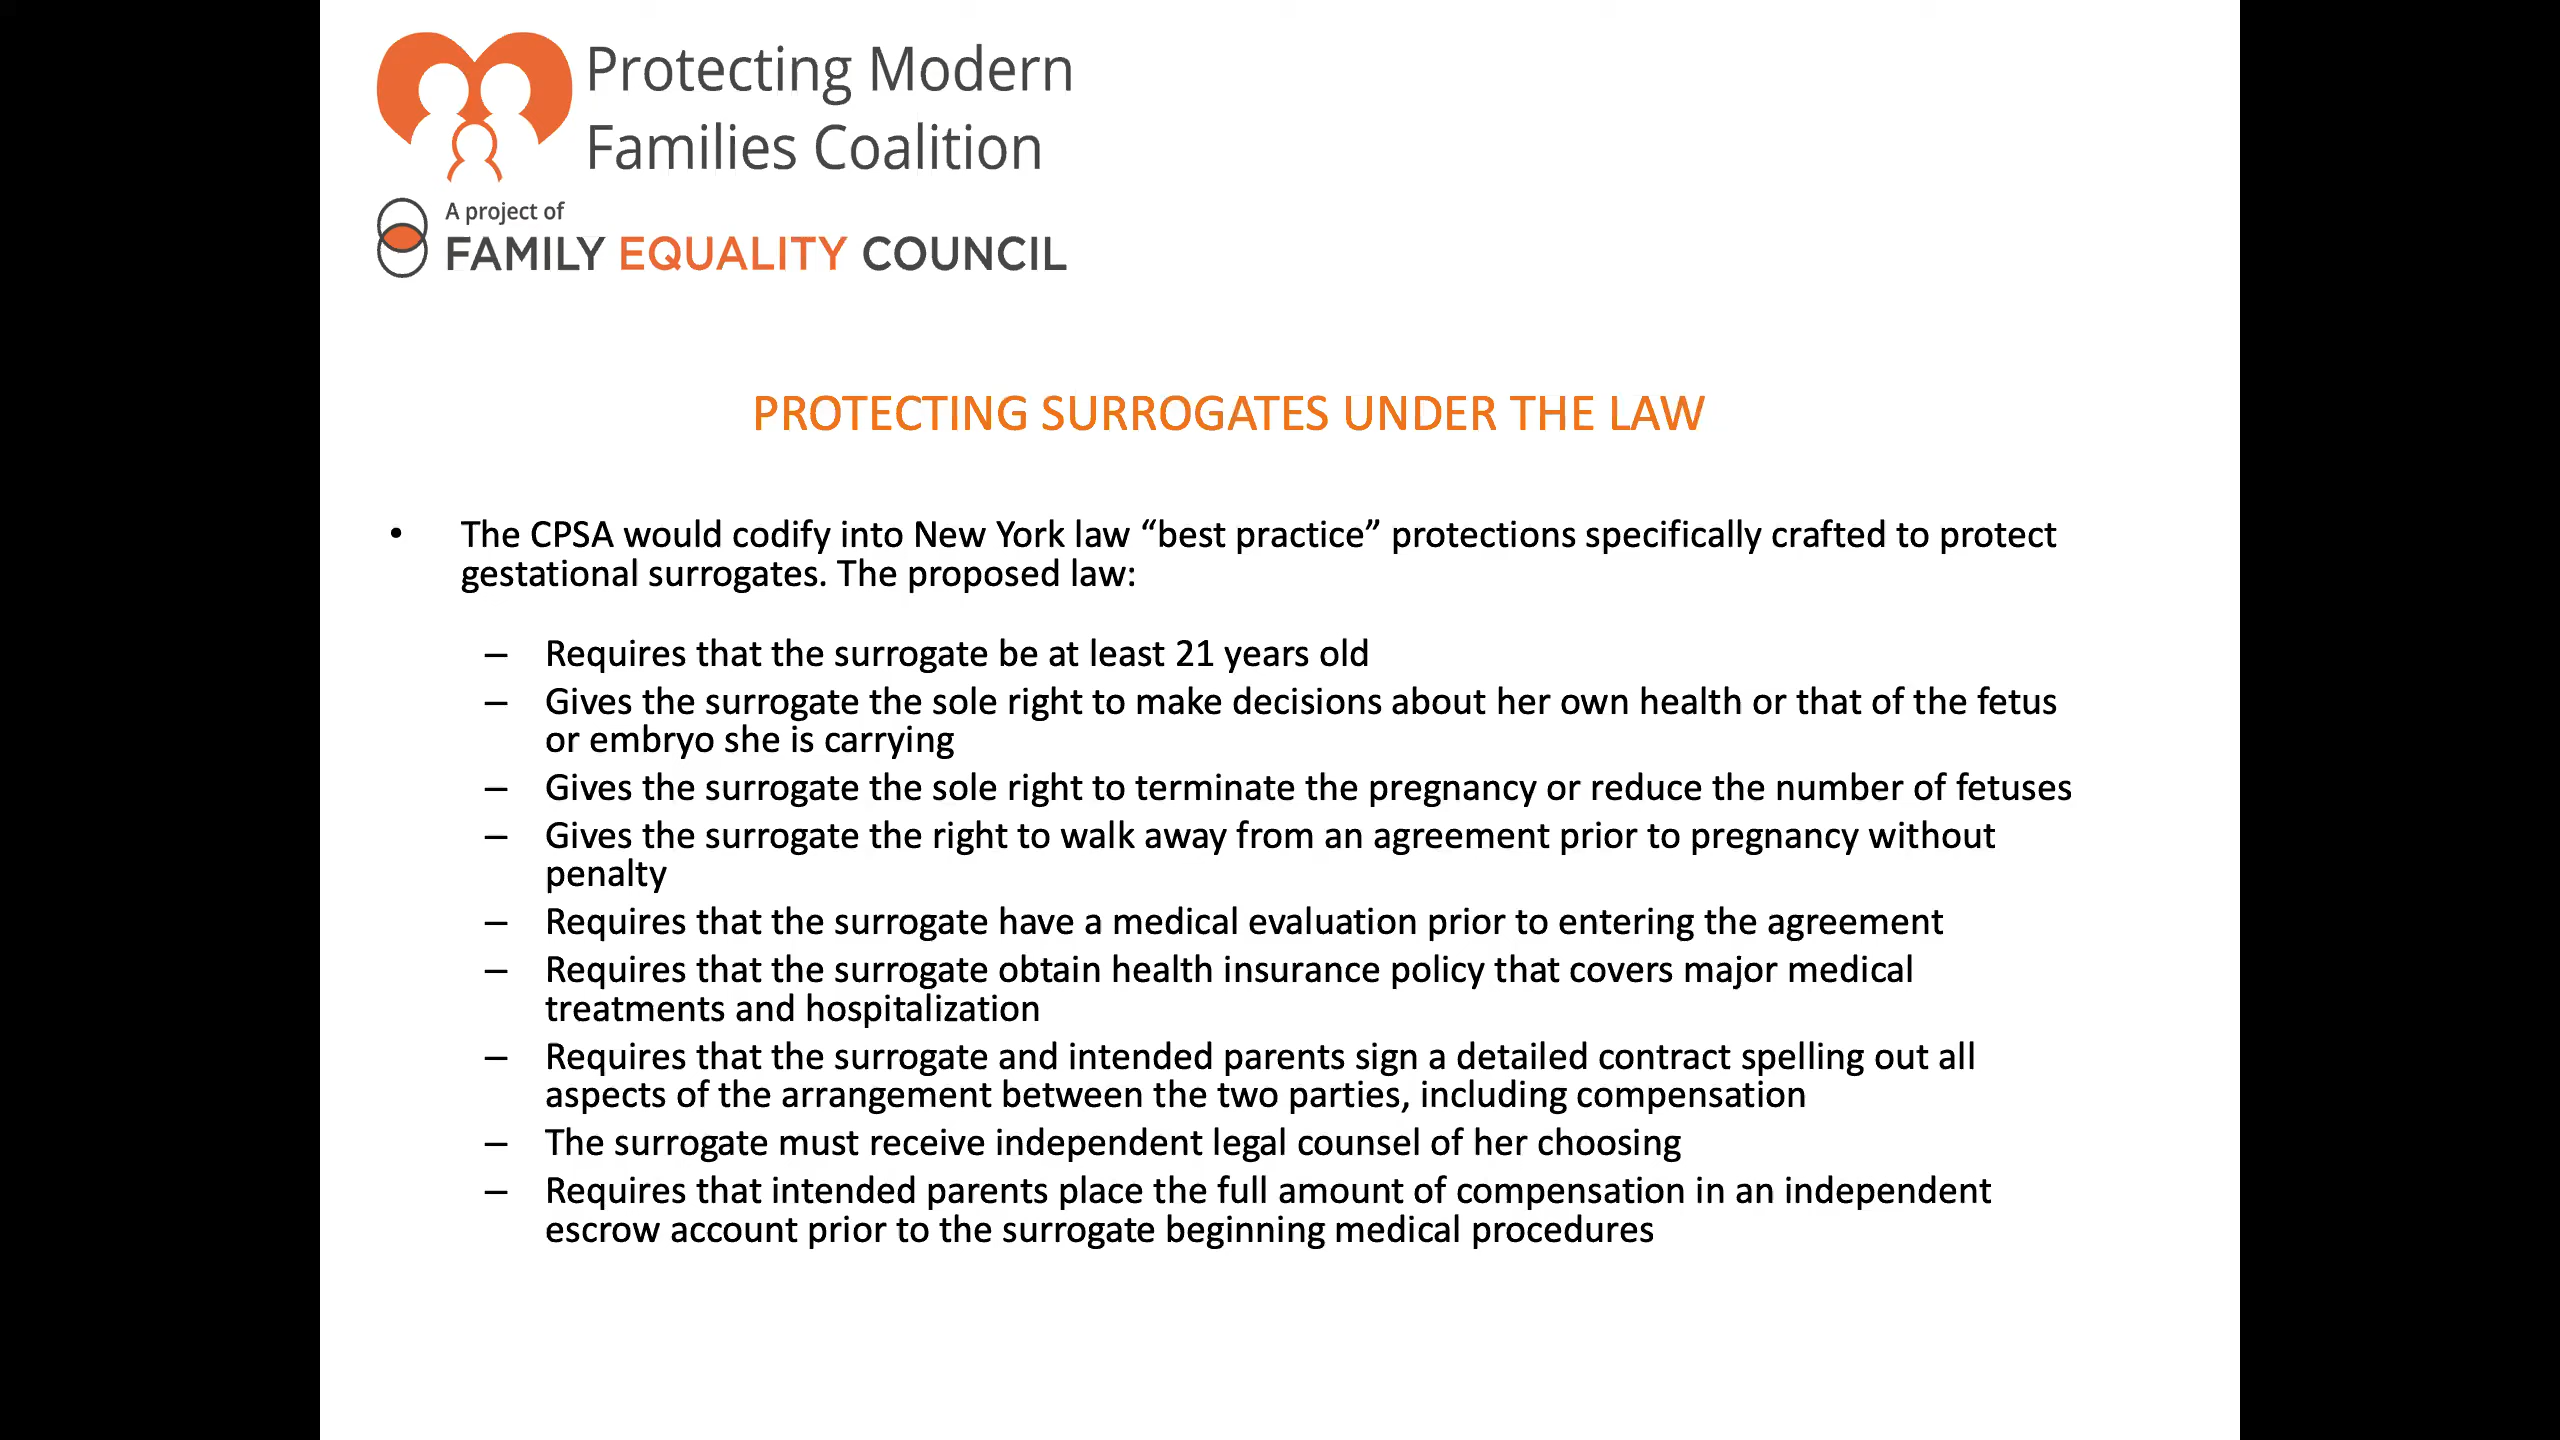 Protecting Modern
Families Coalition
A project of
FAMILY EQUALITY COUNCIL
PROTECTING SURROGATES UNDER THE LAW
• The CPSA would codify into New York law “best practice” protections specifically crafted to protect
gestational surrogates. The proposed law:
– Requires that the surrogate be at least 21 years old
– Gives the surrogate the sole right to make decisions about her own health or that of the fetus
or embryo she is carrying
– Gives the surrogate the sole right to terminate the pregnancy or reduce the number of fetuses
– Gives the surrogate the right to walk away from an agreement prior to pregnancy without
penalty
– Requires that the surrogate have a medical evaluation prior to entering the agreement
– Requires that the surrogate obtain health insurance policy that covers major medical
treatments and hospitalization
– Requires that the surrogate and intended parents sign a detailed contract spelling out all
aspects of the arrangement between the two parties, including compensation
– The surrogate must receive independent legal counsel of her choosing
– Requires that intended parents place the full amount of compensation in an independent
escrow account prior to the surrogate beginning medical procedures